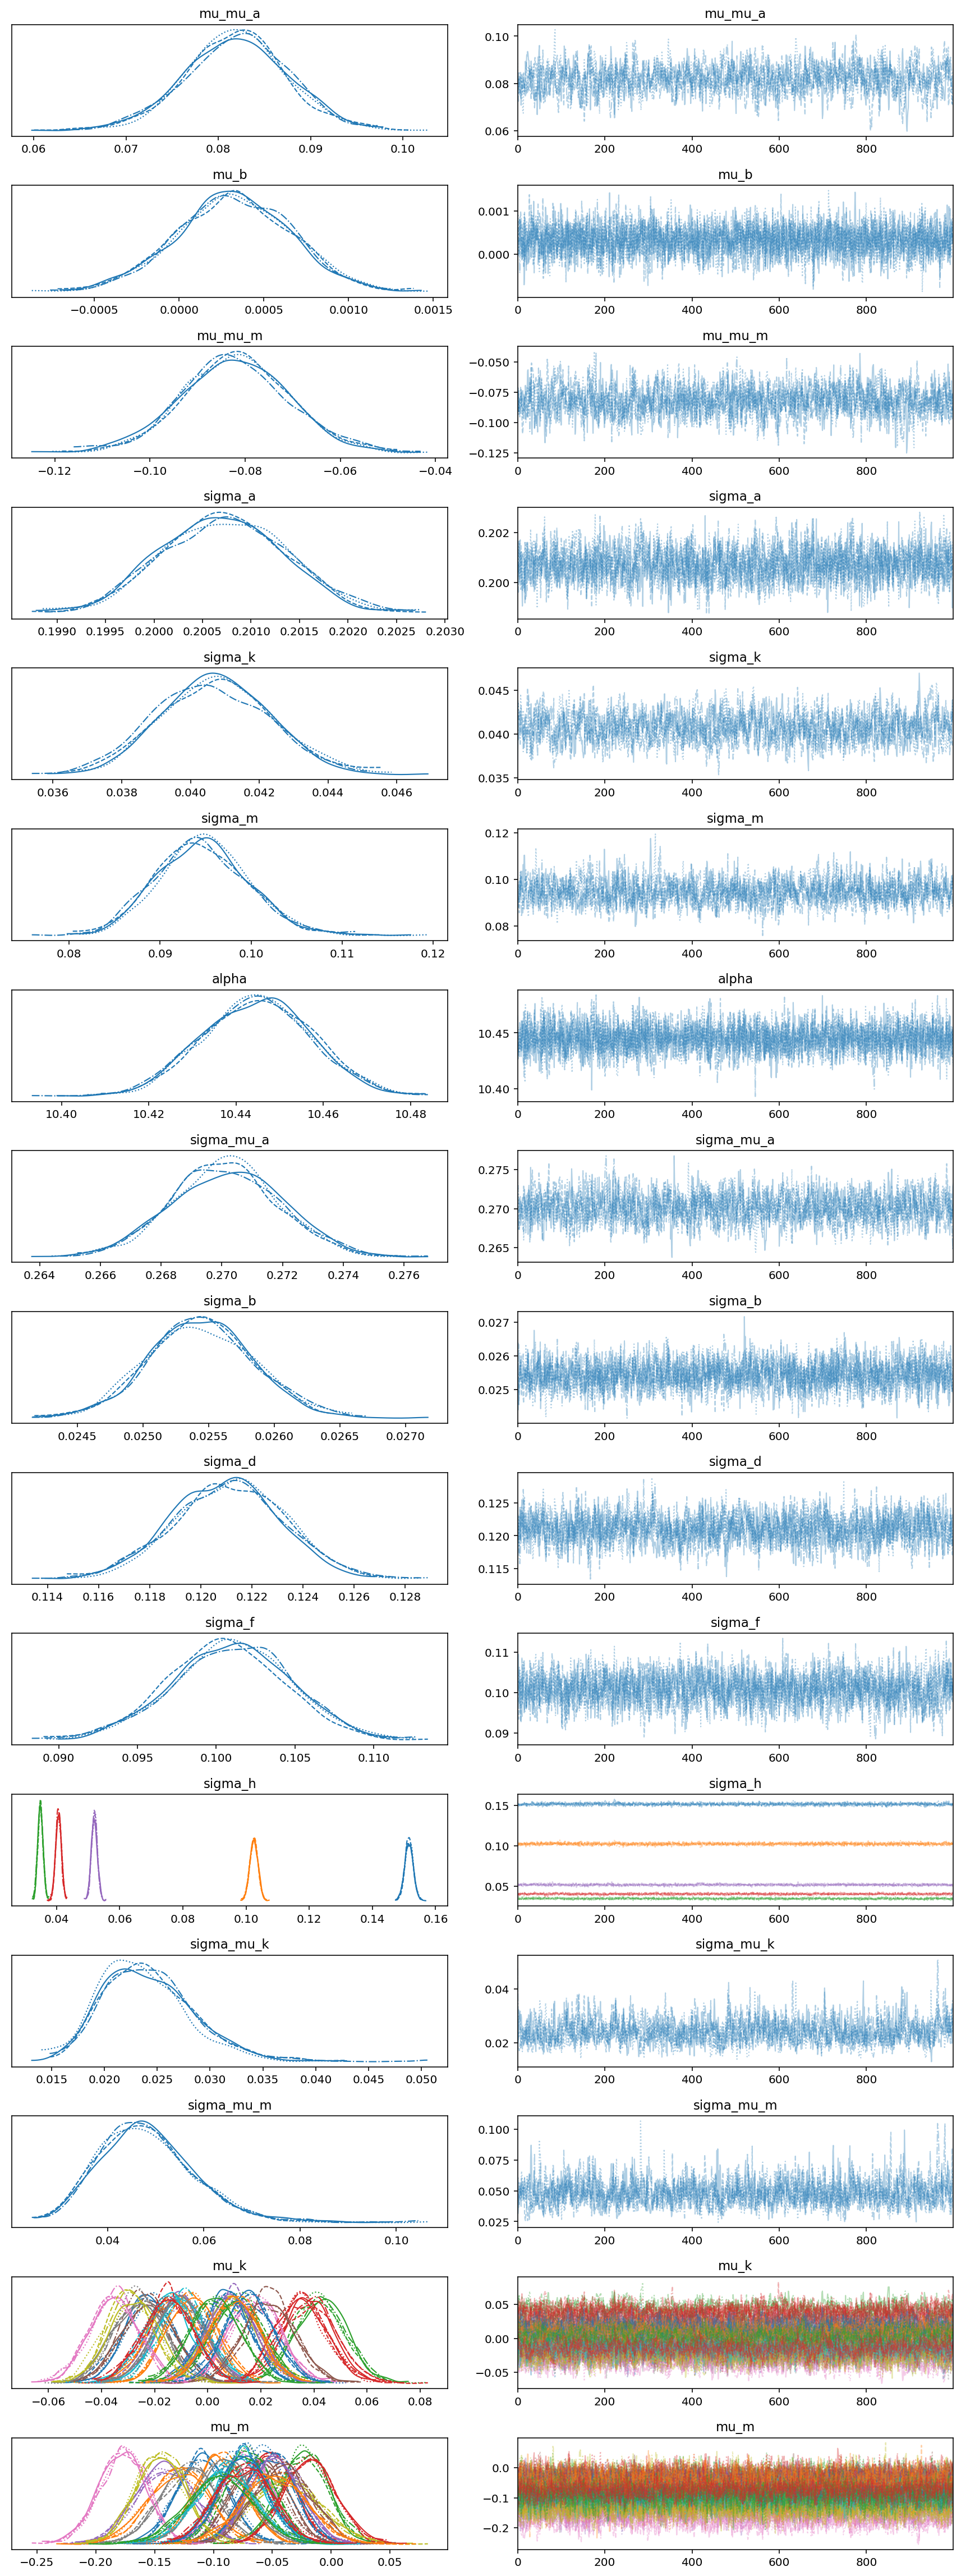 mu_mu_a mu_mu_a
0.10
0.08
0.06
0.06 0.07 0.08 0.09 0.10 0 200 400 600 800
mu_b mu_b
0.001
0.000
−0.0005 0.0000 0.0005 0.0010 0.0015 0 200 400 600 800
mu_mu_m mu_mu_m
−0.050
−0.075
−0.100
−0.125
−0.12 −0.10 −0.08 −0.06 −0.04 0 200 400 600 800
sigma_a sigma_a
0.202
0.200
0.1990 0.1995 0.2000 0.2005 0.2010 0.2015 0.2020 0.2025 0.2030 0 200 400 600 800
sigma_k sigma_k
0.045
0.040
0.035
0.036 0.038 0.040 0.042 0.044 0.046 0 200 400 600 800
sigma_m sigma_m
0.12
0.10
0.08
0.08 0.09 0.10 0.11 0.12 0 200 400 600 800
alpha alpha
10.45
10.40
10.40 10.42 10.44 10.46 10.48 0 200 400 600 800
sigma_mu_a sigma_mu_a
0.275
0.270
0.265
0.264 0.266 0.268 0.270 0.272 0.274 0.276 0 200 400 600 800
sigma_b sigma_b
0.027
0.026
0.025
0.0245 0.0250 0.0255 0.0260 0.0265 0.0270 0 200 400 600 800
sigma_d sigma_d
0.125
0.120
0.115
0.114 0.116 0.118 0.120 0.122 0.124 0.126 0.128 0 200 400 600 800
sigma_f sigma_f
0.11
0.10
0.09
0.090 0.095 0.100 0.105 0.110 0 200 400 600 800
sigma_h sigma_h
0.15
0.10
0.05
0.04 0.06 0.08 0.10 0.12 0.14 0.16 0 200 400 600 800
sigma_mu_k sigma_mu_k
0.04
0.02
0.015 0.020 0.025 0.030 0.035 0.040 0.045 0.050 0 200 400 600 800
sigma_mu_m sigma_mu_m
0.100
0.075
0.050
0.025
0.04 0.06 0.08 0.10 0 200 400 600 800
mu_k mu_k
0.05
0.00
−0.05
−0.06 −0.04 −0.02 0.00 0.02 0.04 0.06 0.08 0 200 400 600 800
mu_m mu_m
0.0
−0.1
−0.2
−0.25 −0.20 −0.15 −0.10 −0.05 0.00 0.05 0 200 400 600 800